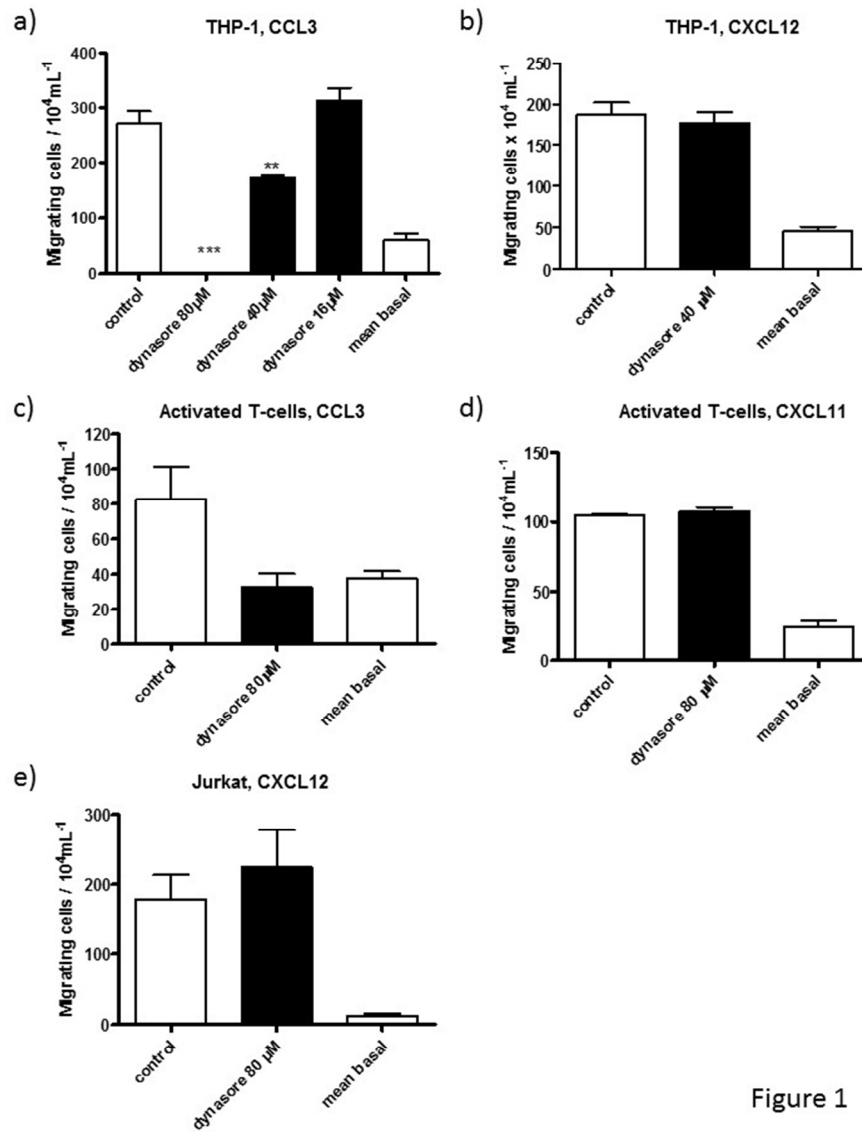 a)
THP-1, CCL3
Migrating cells / 10⁴mL⁻¹
400
300
200
100
0
***
**
control
dynasore 80µM
dynasore 40µM
dynasore 16µM
mean basal
b)
THP-1, CXCL12
Migrating cells x 10⁴ mL⁻¹
250
200
150
100
50
0
control
dynasore 40 µM
mean basal
c)
Activated T-cells, CCL3
Migrating cells / 10⁴mL⁻¹
120
100
80
60
40
20
0
control
dynasore 80µM
mean basal
d)
Activated T-cells, CXCL11
Migrating cells / 10⁴mL⁻¹
150
100
50
0
control
dynasore 80 µM
mean basal
e)
Jurkat, CXCL12
Migrating cells / 10⁴mL⁻¹
300
200
100
0
control
dynasore 80 µM
mean basal
Figure 1